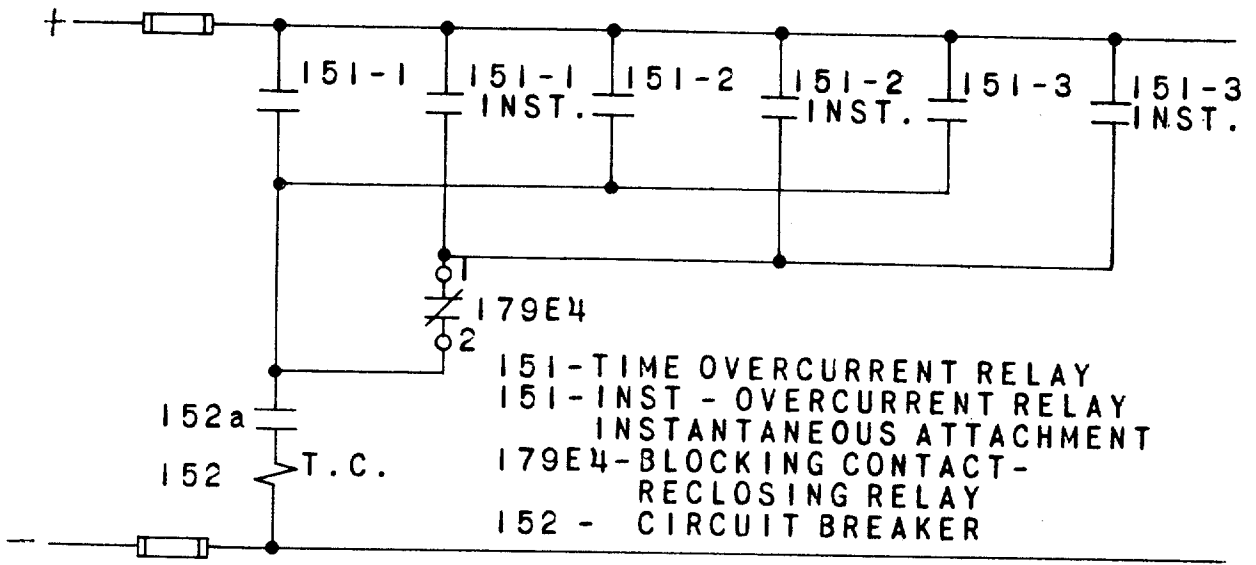 +
151-1
151-1
INST.
151-2
151-2
INST.
151-3
151-3
INST.
1
179E4
2
151-TIME OVERCURRENT RELAY
151-INST - OVERCURRENT RELAY
INSTANTANEOUS ATTACHMENT
179E4-BLOCKING CONTACT-
RECLOSING RELAY
152 - CIRCUIT BREAKER
152a
152
T.C.
-